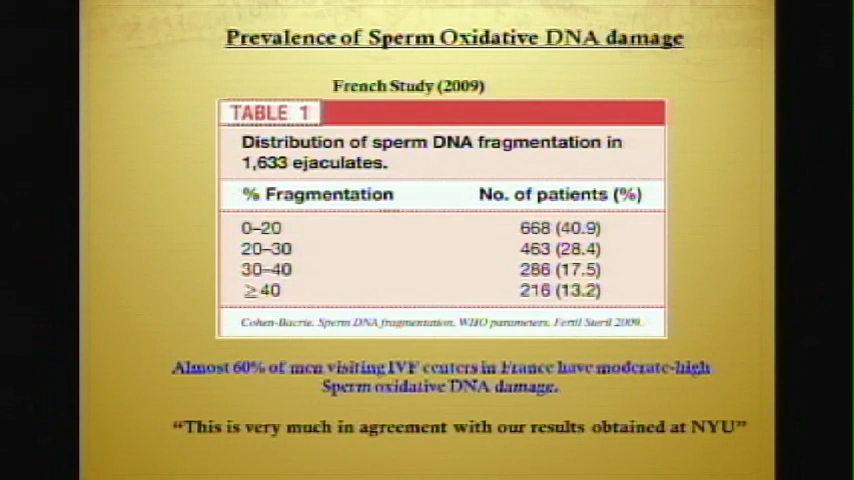 Prevalence of Sperm Oxidative DNA damage
French Study (2009)
TABLE 1
Distribution of sperm DNA fragmentation in
1,633 ejaculates.
% Fragmentation No. of patients (%)
0–20 668 (40.9)
20–30 463 (28.4)
30–40 286 (17.5)
≥40 216 (13.2)
Cohen-Bacrie. Sperm DNA fragmentation, WHO parameters. Fertil Steril 2009.
Almost 60% of men visiting IVF centers in France have moderate-high
Sperm oxidative DNA damage.
“This is very much in agreement with our results obtained at NYU”